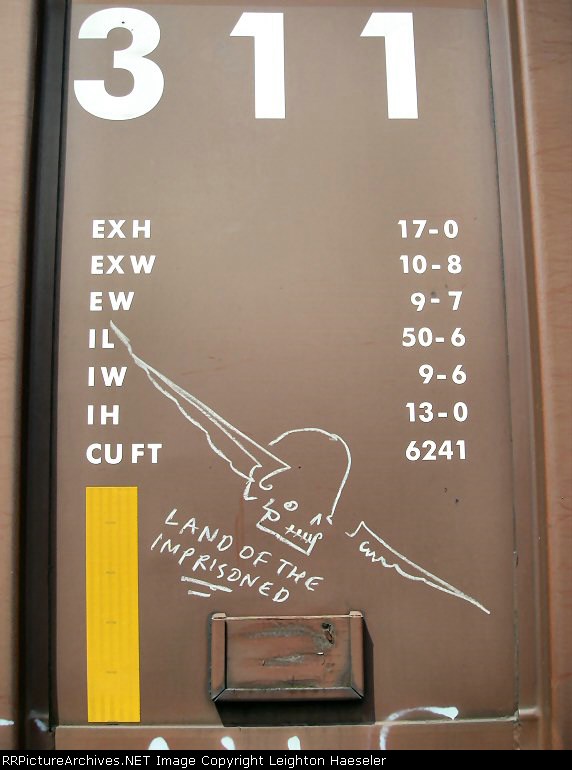 311
EXH 17-0
EXW 10-8
EW 9-7
IL 50-6
IW 9-6
IH 13-0
CU FT 6241
LAND OF THE
IMPRISONED
RRPictureArchives.NET Image Copyright Leighton Haeseler